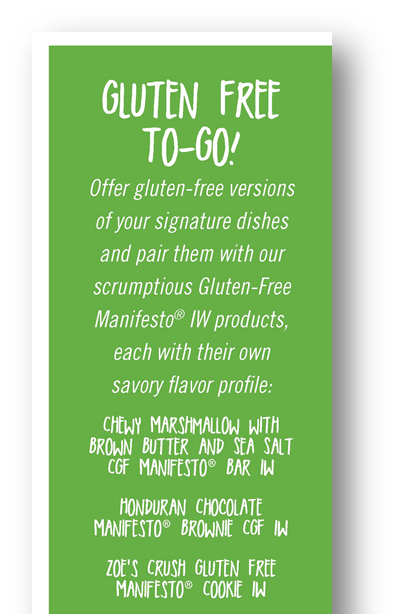 GLUTEN FREE
TO-GO!
Offer gluten-free versions
of your signature dishes
and pair them with our
scrumptious Gluten-Free
Manifesto® IW products,
each with their own
savory flavor profile:
CHEWY MARSHMALLOW WITH
BROWN BUTTER AND SEA SALT
CGF MANIFESTO® BAR IW
HONDURAN CHOCOLATE
MANIFESTO® BROWNIE CGF IW
ZOE'S CRUSH GLUTEN FREE
MANIFESTO® COOKIE IW